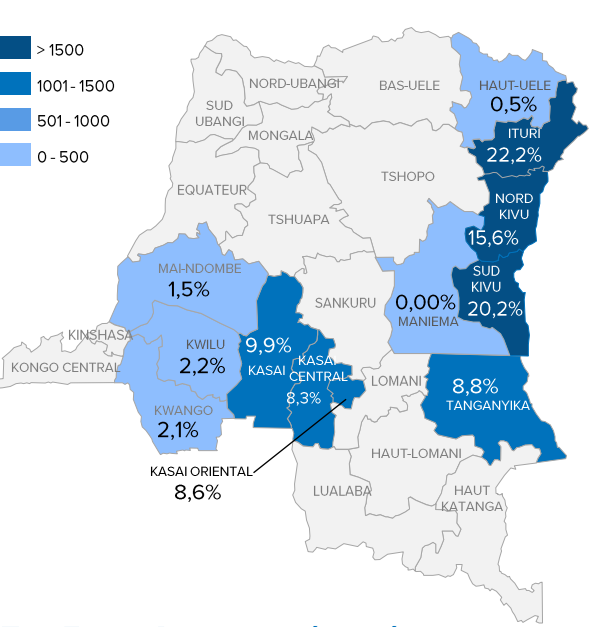 > 1500
1001 - 1500
501 - 1000
0 - 500
NORD-UBANGI
BAS-UELE
HAUT-UELE
0,5%
SUD
UBANGI
MONGALA
ITURI
22,2%
EQUATEUR
TSHOPO
TSHUAPA
NORD
KIVU
15,6%
MAI-NDOMBE
1,5%
SANKURU
0,00%
MANIEMA
SUD
KIVU
20,2%
KINSHASA
KONGO CENTRAL
KWILU
2,2%
9,9%
KASAI
KASAI
CENTRAL
8,3%
LOMANI
8,8%
TANGANYIKA
KWANGO
2,1%
KASAI ORIENTAL
8,6%
HAUT-LOMANI
LUALABA
HAUT
KATANGA